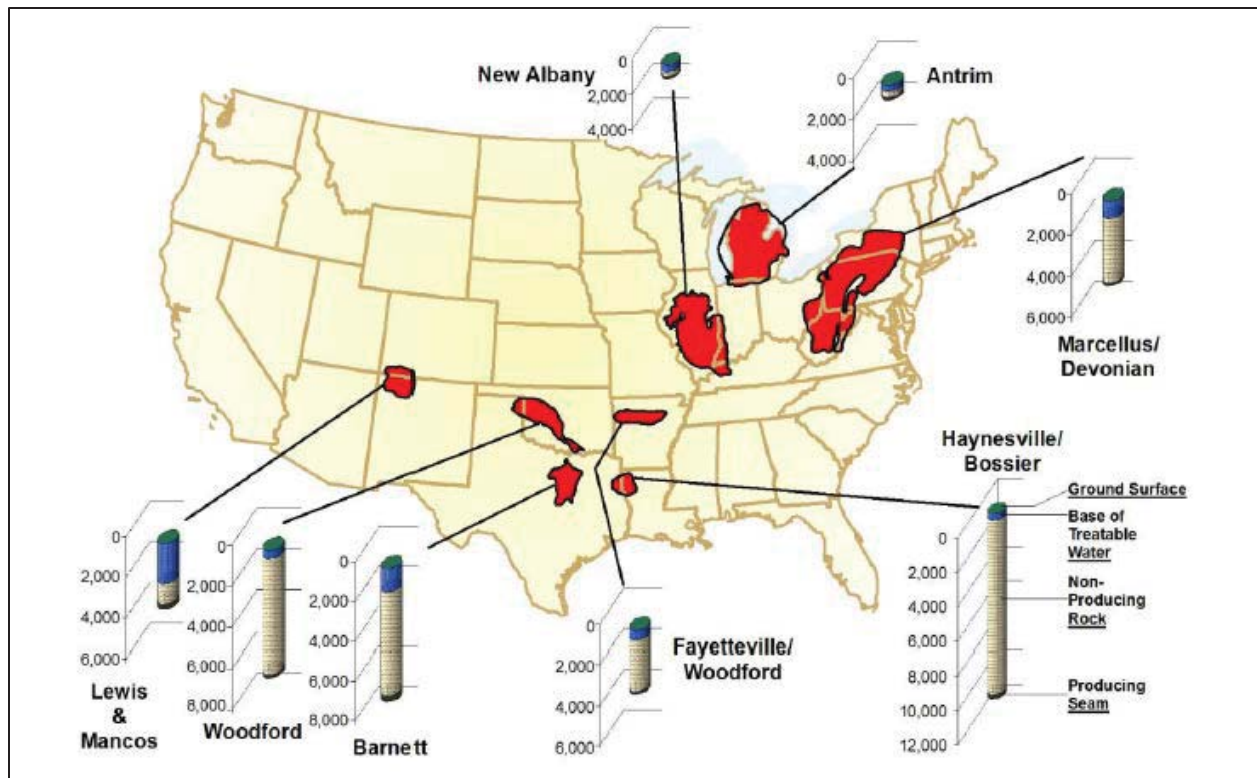 New Albany
0
2,000
4,000
Antrim
0
2,000
4,000
0
2,000
4,000
6,000
Marcellus/
Devonian
Haynesville/
Bossier
Ground Surface
Base of
Treatable
Water
Non-
Producing
Rock
Producing
Seam
0
2,000
4,000
6,000
8,000
10,000
12,000
0
2,000
4,000
6,000
Lewis
&
Mancos
0
2,000
4,000
6,000
8,000
Woodford
0
2,000
4,000
6,000
8,000
Barnett
0
2,000
4,000
6,000
Fayetteville/
Woodford